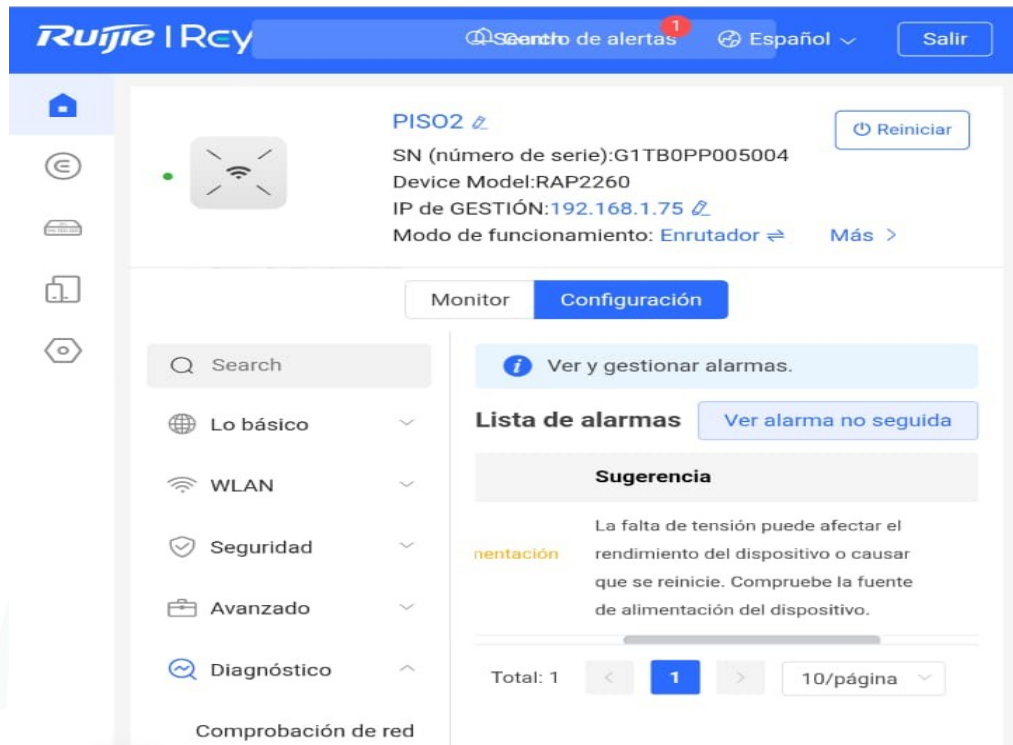 Ruijie | Rey
Search
Centro de alertas
1
Español
Salir
PISO2
Reiniciar
SN (número de serie):G1TB0PP005004
Device Model:RAP2260
IP de GESTIÓN:192.168.1.75
Modo de funcionamiento: Enrutador ⇌ Más >
Monitor
Configuración
Search
Ver y gestionar alarmas.
Lo básico
Lista de alarmas
Ver alarma no seguida
WLAN
Sugerencia
Seguridad
nentación
La falta de tensión puede afectar el
rendimiento del dispositivo o causar
que se reinicie. Compruebe la fuente
de alimentación del dispositivo.
Avanzado
Diagnóstico
Total: 1 < 1 > 10/página
Comprobación de red